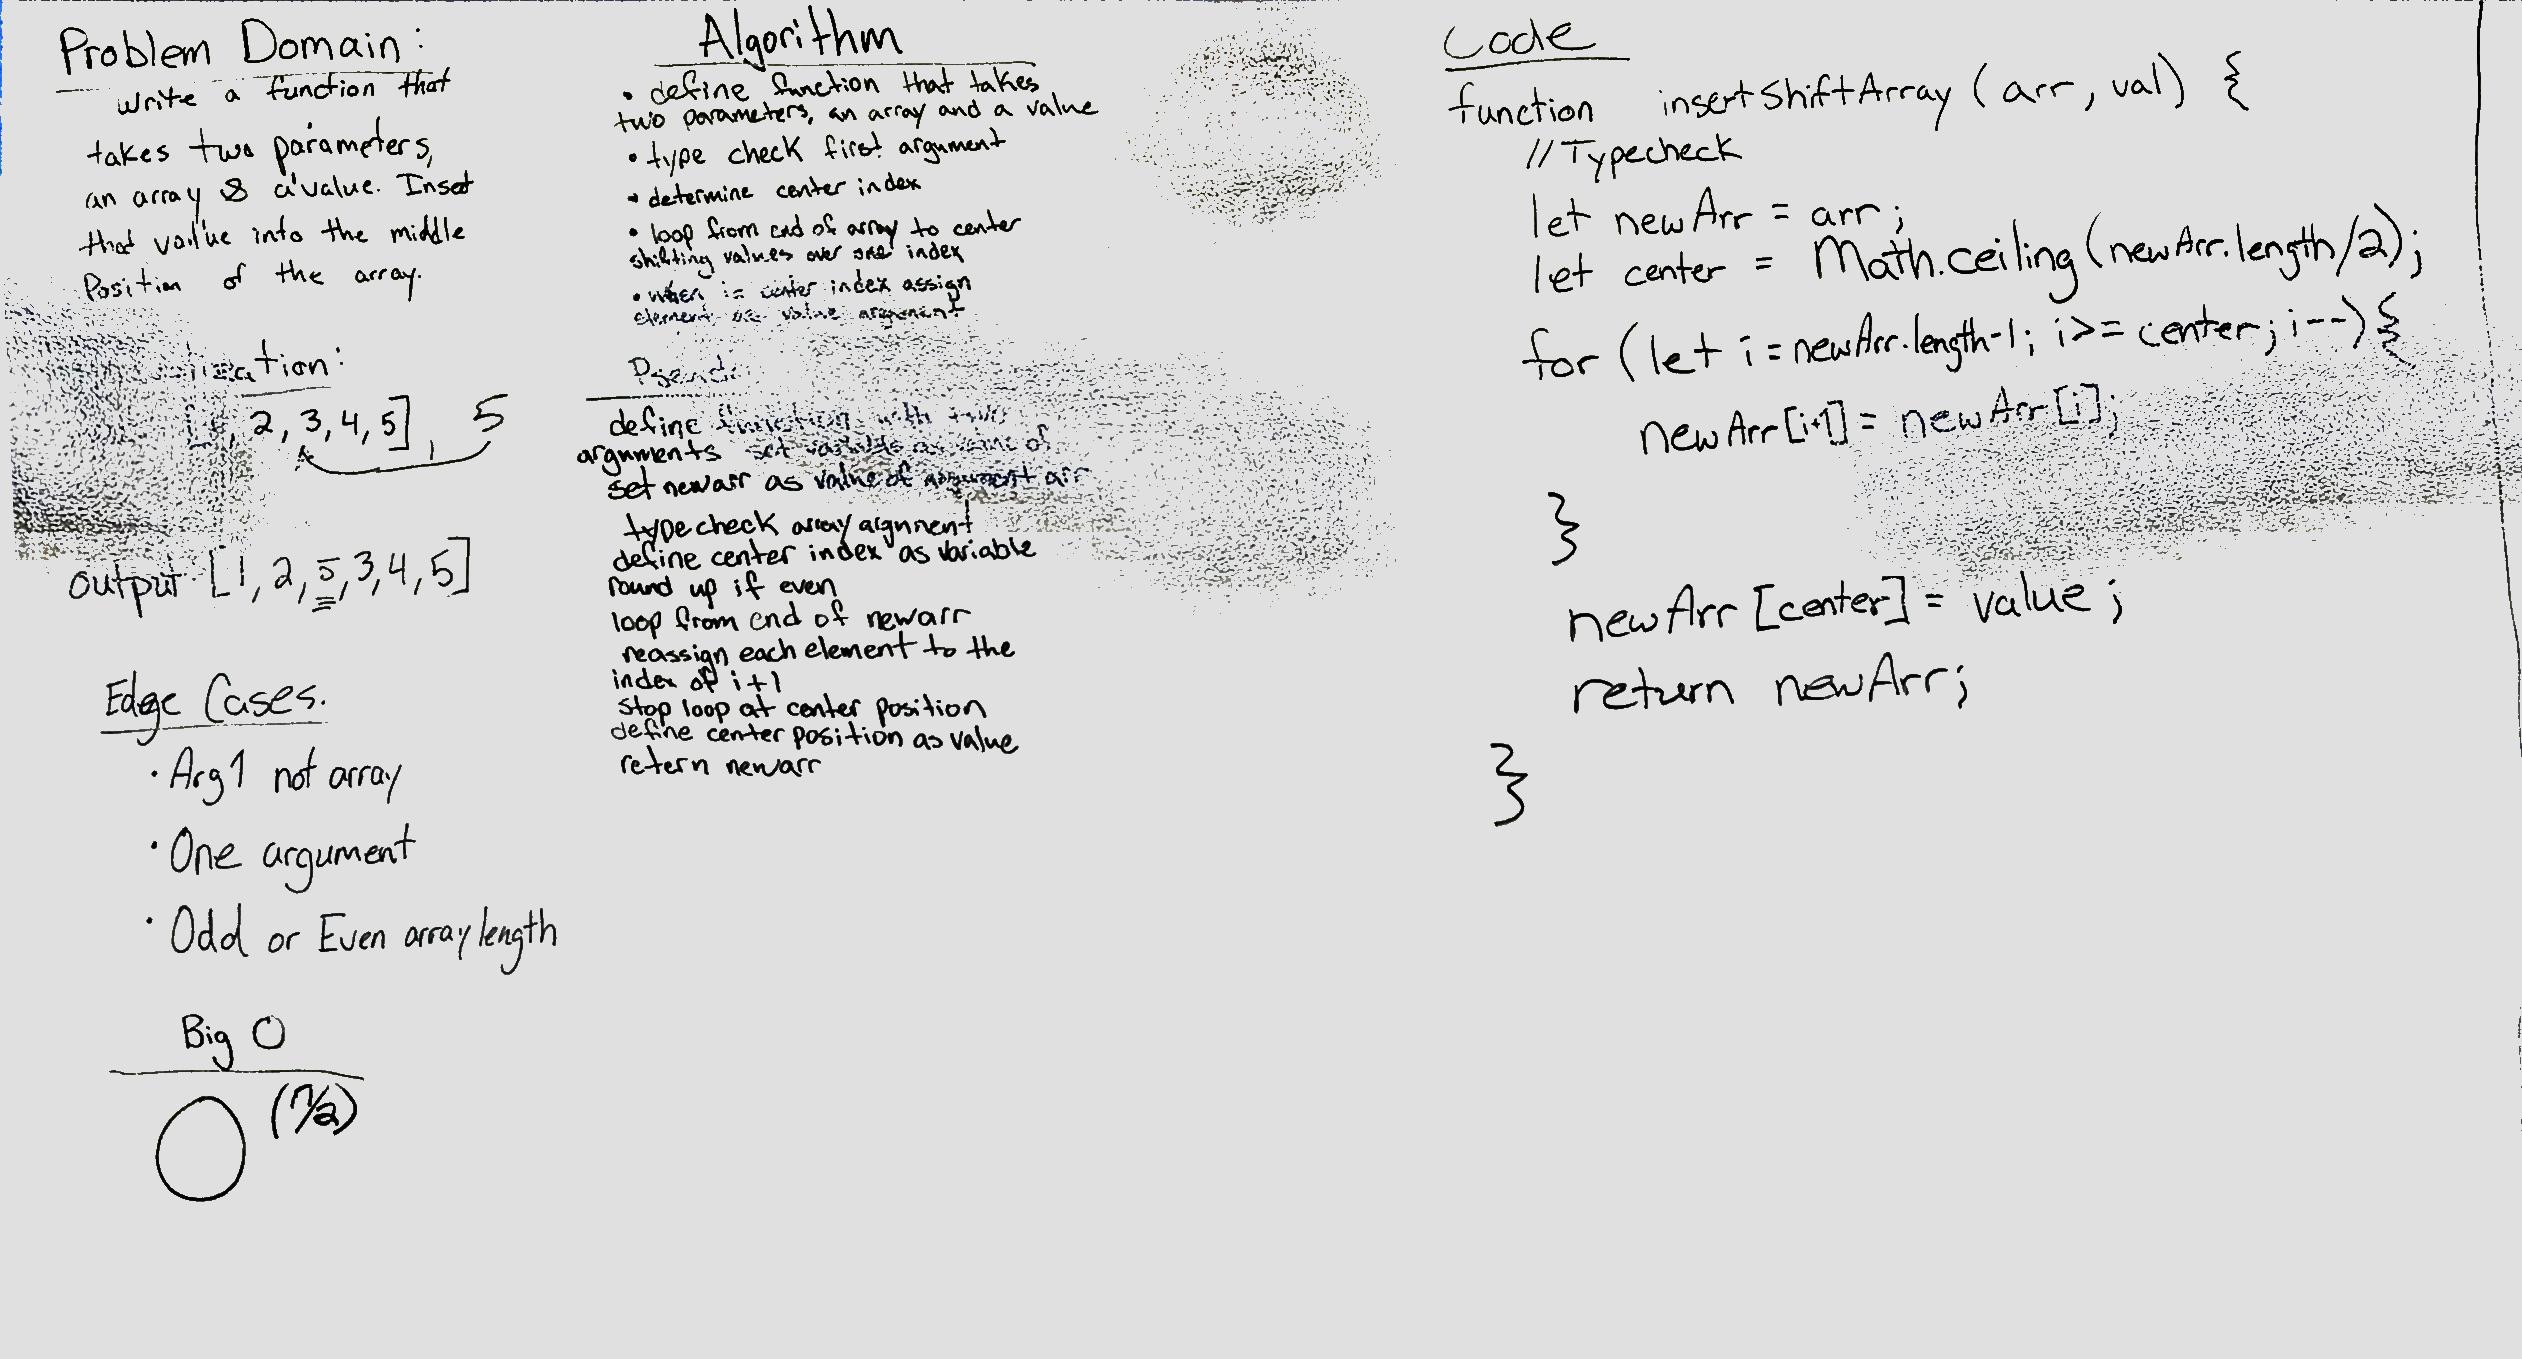 Problem Domain:
write a function that
takes two parameters,
an array & a value. Inset
that value into the middle
Position of the array.
ation:
2, 3, 4, 5], 5
output [1, 2, 5, 3, 4, 5]
Edge Cases.
· Arg 1 not array
· One argument
· Odd or Even array length
Big O
O (n/2)
Algorithm
• define function that takes
two parameters, an array and a value
• type check first argument
• determine center index
• loop from end of array to center
shifting values over one index
• when i = center index assign
element as value argument
define function with two
arguments set variable as value of
set newarr as value of argument arr
type check array argnment
define center index as variable
round up if even
loop from end of newarr
reassign each element to the
index of i+1
stop loop at center position
define center position as value
retern newarr
Code
function insertShiftArray (arr, val) {
//Typecheck
let newArr = arr;
let center = Math.ceiling(newArr.length/2);
for (let i = newArr.length-1; i >= center; i--) {
newArr[i+1] = newArr[i];
}
newArr[center] = value;
return newArr;
}